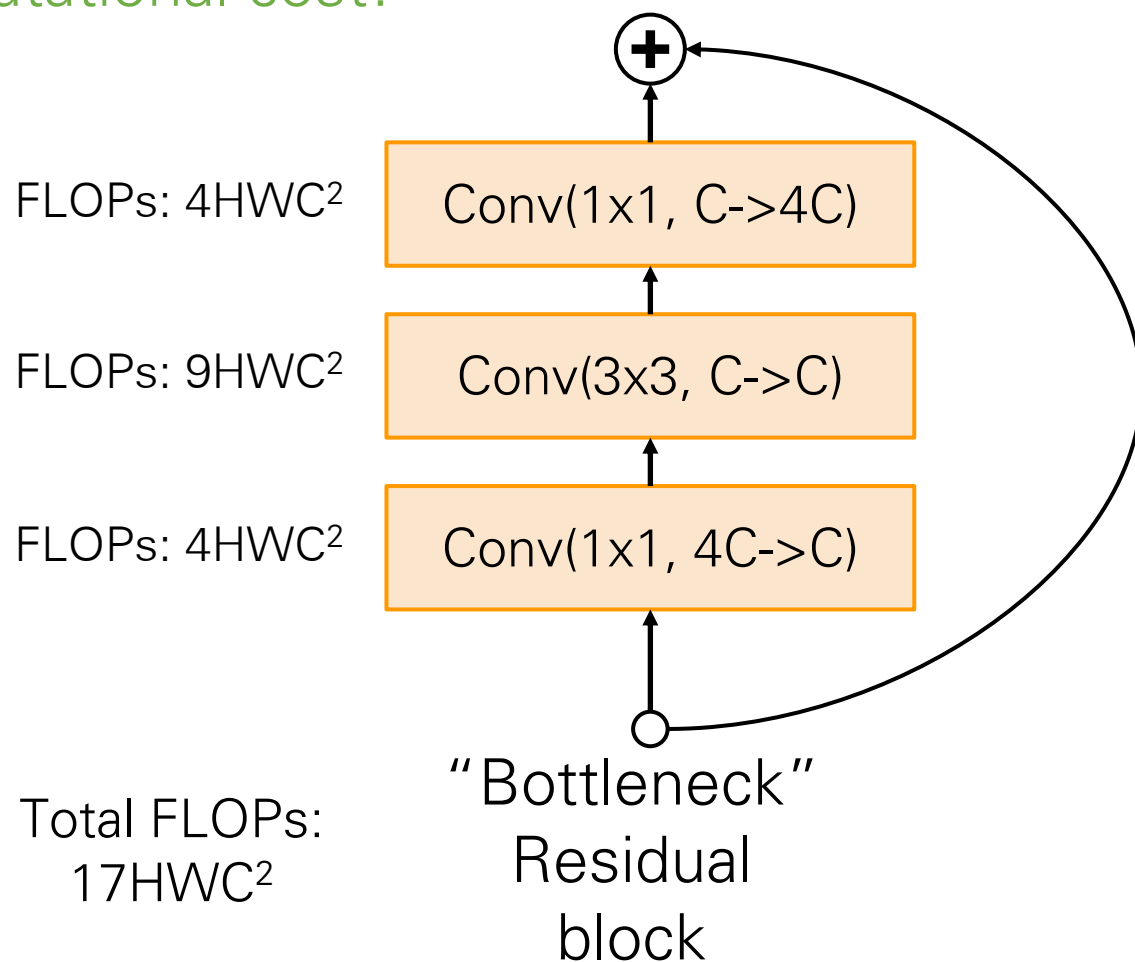 FLOPs: 4HWC²
Conv(1x1, C->4C)
FLOPs: 9HWC²
Conv(3x3, C->C)
FLOPs: 4HWC²
Conv(1x1, 4C->C)
Total FLOPs:
17HWC²
“Bottleneck”
Residual
block